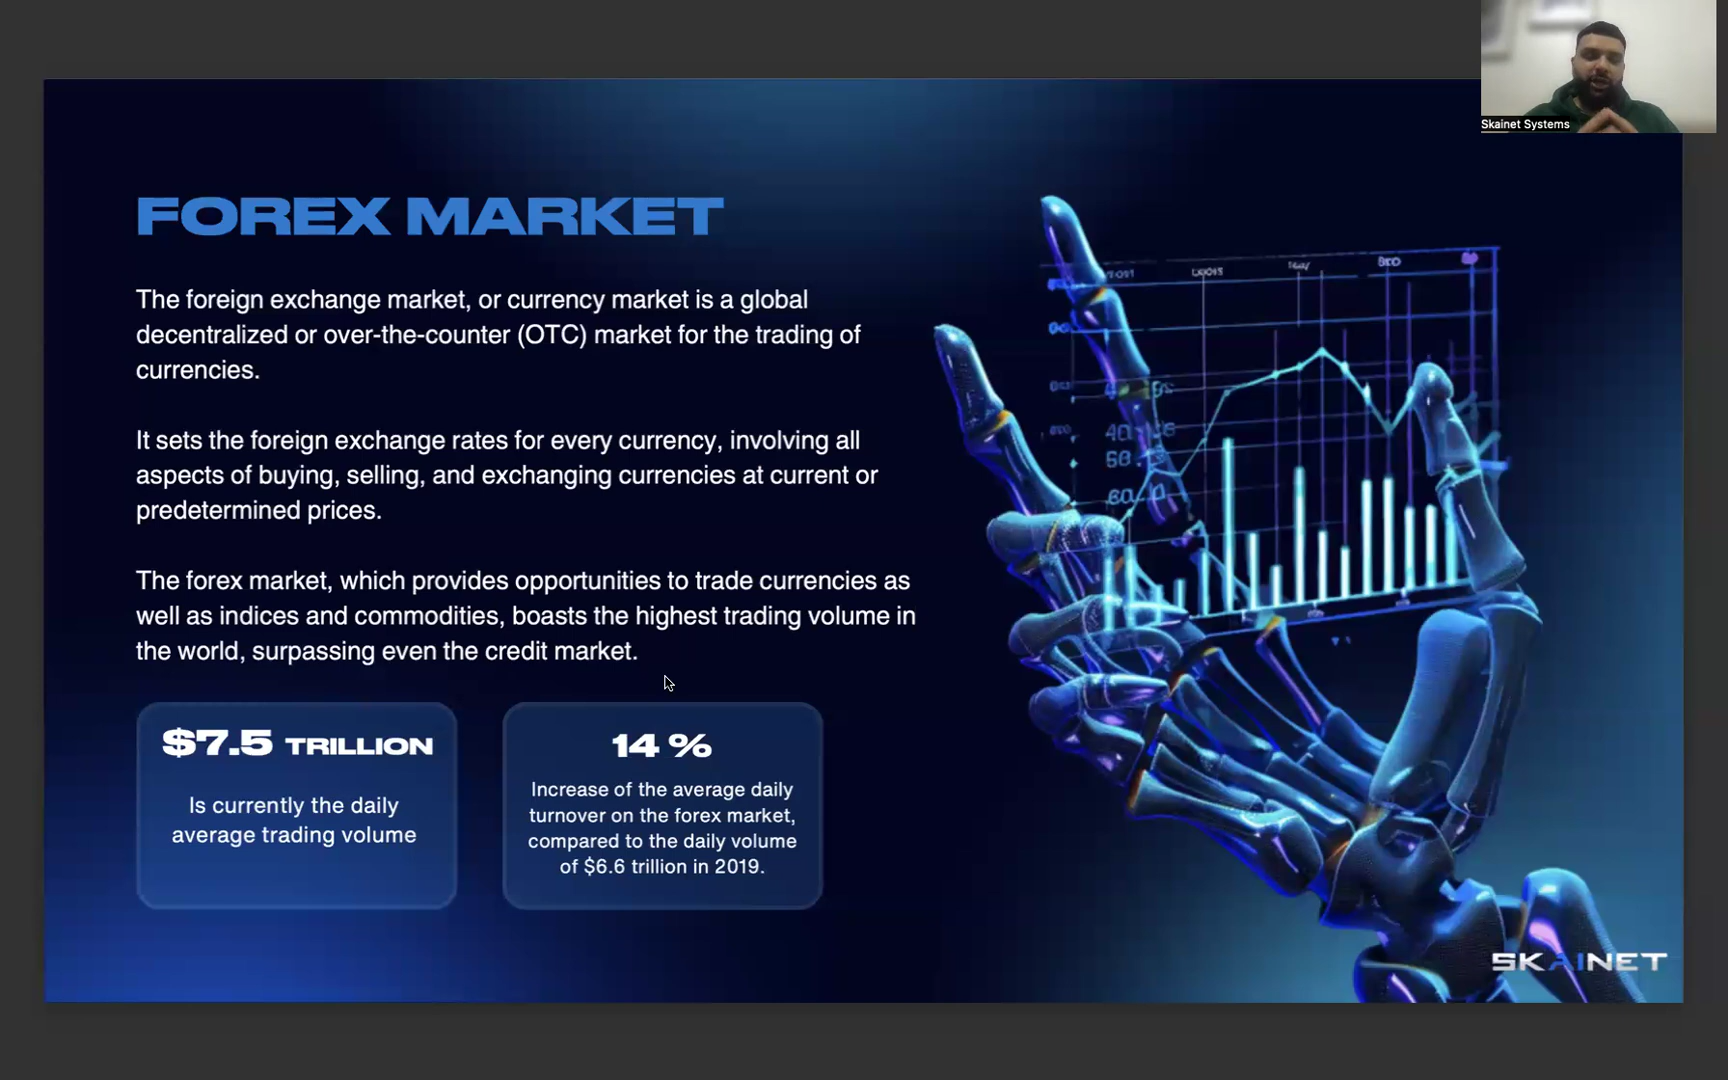 Skainet Systems
FOREX MARKET
The foreign exchange market, or currency market is a global
decentralized or over-the-counter (OTC) market for the trading of
currencies.
It sets the foreign exchange rates for every currency, involving all
aspects of buying, selling, and exchanging currencies at current or
predetermined prices.
The forex market, which provides opportunities to trade currencies as
well as indices and commodities, boasts the highest trading volume in
the world, surpassing even the credit market.
$7.5 TRILLION
Is currently the daily
average trading volume
14 %
Increase of the average daily
turnover on the forex market,
compared to the daily volume
of $6.6 trillion in 2019.
SKAINET